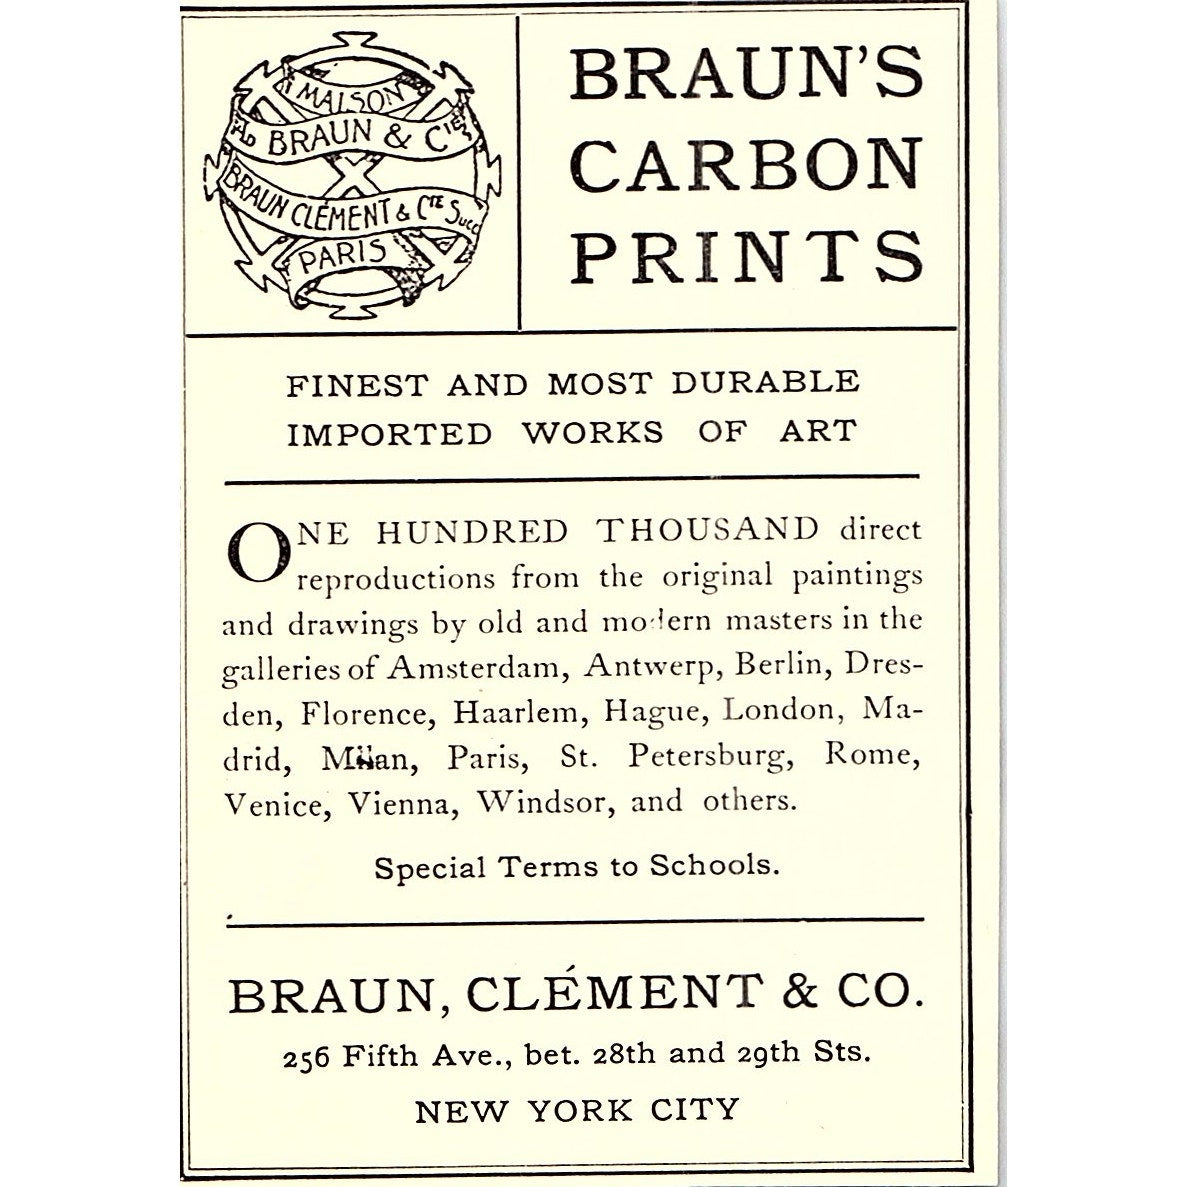 MAISON
AD BRAUN & CIE
BRAUN CLÉMENT & CTE SUCC
PARIS
BRAUN'S
CARBON
PRINTS
FINEST AND MOST DURABLE
IMPORTED WORKS OF ART
ONE HUNDRED THOUSAND direct
reproductions from the original paintings
and drawings by old and modern masters in the
galleries of Amsterdam, Antwerp, Berlin, Dres-
den, Florence, Haarlem, Hague, London, Ma-
drid, Milan, Paris, St. Petersburg, Rome,
Venice, Vienna, Windsor, and others.
Special Terms to Schools.
BRAUN, CLÉMENT & CO.
256 Fifth Ave., bet. 28th and 29th Sts.
NEW YORK CITY